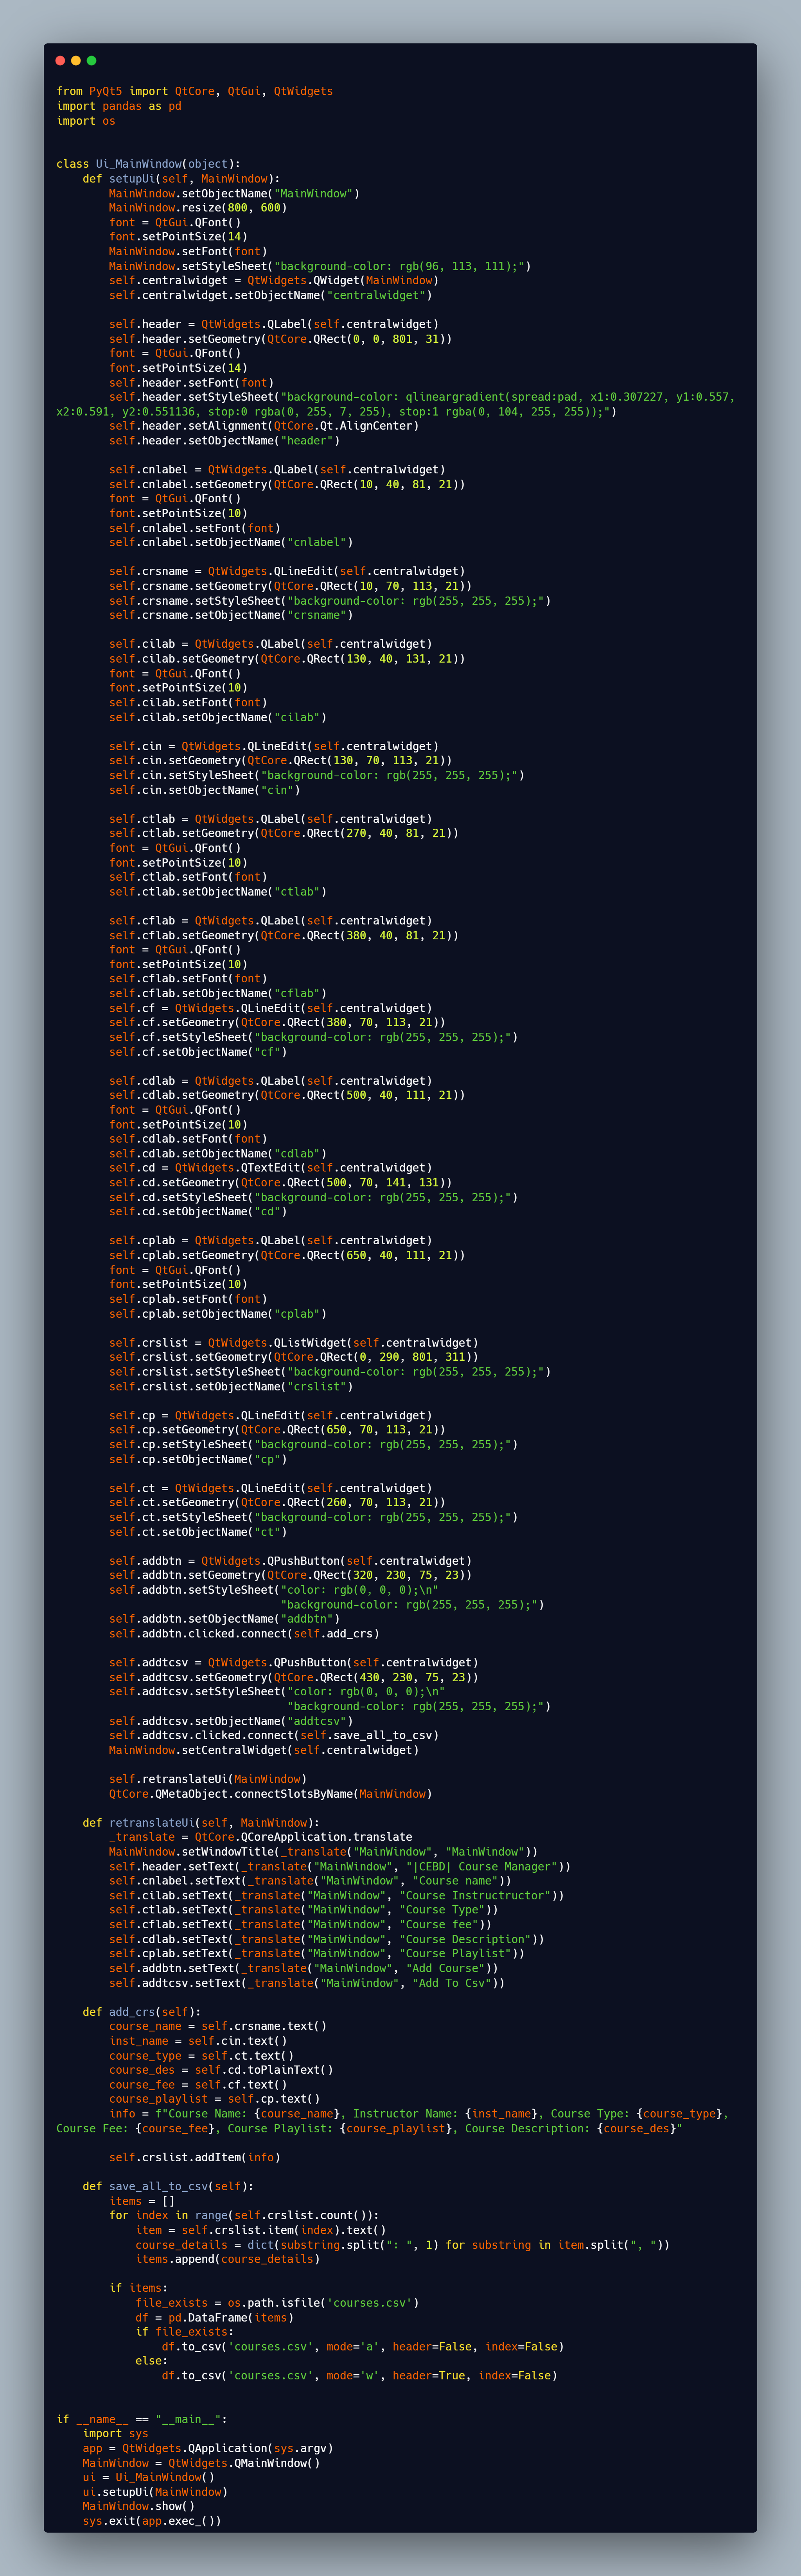 from PyQt5 import QtCore, QtGui, QtWidgets
import pandas as pd
import os
class Ui_MainWindow(object):
    def setupUi(self, MainWindow):
        MainWindow.setObjectName("MainWindow")
        MainWindow.resize(800, 600)
        font = QtGui.QFont()
        font.setPointSize(14)
        MainWindow.setFont(font)
        MainWindow.setStyleSheet("background-color: rgb(96, 113, 111);")
        self.centralwidget = QtWidgets.QWidget(MainWindow)
        self.centralwidget.setObjectName("centralwidget")
        self.header = QtWidgets.QLabel(self.centralwidget)
        self.header.setGeometry(QtCore.QRect(0, 0, 801, 31))
        font = QtGui.QFont()
        font.setPointSize(14)
        self.header.setFont(font)
        self.header.setStyleSheet("background-color: qlineargradient(spread:pad, x1:0.307227, y1:0.557,
x2:0.591, y2:0.551136, stop:0 rgba(0, 255, 7, 255), stop:1 rgba(0, 104, 255, 255));")
        self.header.setAlignment(QtCore.Qt.AlignCenter)
        self.header.setObjectName("header")
        self.cnlabel = QtWidgets.QLabel(self.centralwidget)
        self.cnlabel.setGeometry(QtCore.QRect(10, 40, 81, 21))
        font = QtGui.QFont()
        font.setPointSize(10)
        self.cnlabel.setFont(font)
        self.cnlabel.setObjectName("cnlabel")
        self.crsname = QtWidgets.QLineEdit(self.centralwidget)
        self.crsname.setGeometry(QtCore.QRect(10, 70, 113, 21))
        self.crsname.setStyleSheet("background-color: rgb(255, 255, 255);")
        self.crsname.setObjectName("crsname")
        self.cilab = QtWidgets.QLabel(self.centralwidget)
        self.cilab.setGeometry(QtCore.QRect(130, 40, 131, 21))
        font = QtGui.QFont()
        font.setPointSize(10)
        self.cilab.setFont(font)
        self.cilab.setObjectName("cilab")
        self.cin = QtWidgets.QLineEdit(self.centralwidget)
        self.cin.setGeometry(QtCore.QRect(130, 70, 113, 21))
        self.cin.setStyleSheet("background-color: rgb(255, 255, 255);")
        self.cin.setObjectName("cin")
        self.ctlab = QtWidgets.QLabel(self.centralwidget)
        self.ctlab.setGeometry(QtCore.QRect(270, 40, 81, 21))
        font = QtGui.QFont()
        font.setPointSize(10)
        self.ctlab.setFont(font)
        self.ctlab.setObjectName("ctlab")
        self.cflab = QtWidgets.QLabel(self.centralwidget)
        self.cflab.setGeometry(QtCore.QRect(380, 40, 81, 21))
        font = QtGui.QFont()
        font.setPointSize(10)
        self.cflab.setFont(font)
        self.cflab.setObjectName("cflab")
        self.cf = QtWidgets.QLineEdit(self.centralwidget)
        self.cf.setGeometry(QtCore.QRect(380, 70, 113, 21))
        self.cf.setStyleSheet("background-color: rgb(255, 255, 255);")
        self.cf.setObjectName("cf")
        self.cdlab = QtWidgets.QLabel(self.centralwidget)
        self.cdlab.setGeometry(QtCore.QRect(500, 40, 111, 21))
        font = QtGui.QFont()
        font.setPointSize(10)
        self.cdlab.setFont(font)
        self.cdlab.setObjectName("cdlab")
        self.cd = QtWidgets.QTextEdit(self.centralwidget)
        self.cd.setGeometry(QtCore.QRect(500, 70, 141, 131))
        self.cd.setStyleSheet("background-color: rgb(255, 255, 255);")
        self.cd.setObjectName("cd")
        self.cplab = QtWidgets.QLabel(self.centralwidget)
        self.cplab.setGeometry(QtCore.QRect(650, 40, 111, 21))
        font = QtGui.QFont()
        font.setPointSize(10)
        self.cplab.setFont(font)
        self.cplab.setObjectName("cplab")
        self.crslist = QtWidgets.QListWidget(self.centralwidget)
        self.crslist.setGeometry(QtCore.QRect(0, 290, 801, 311))
        self.crslist.setStyleSheet("background-color: rgb(255, 255, 255);")
        self.crslist.setObjectName("crslist")
        self.cp = QtWidgets.QLineEdit(self.centralwidget)
        self.cp.setGeometry(QtCore.QRect(650, 70, 113, 21))
        self.cp.setStyleSheet("background-color: rgb(255, 255, 255);")
        self.cp.setObjectName("cp")
        self.ct = QtWidgets.QLineEdit(self.centralwidget)
        self.ct.setGeometry(QtCore.QRect(260, 70, 113, 21))
        self.ct.setStyleSheet("background-color: rgb(255, 255, 255);")
        self.ct.setObjectName("ct")
        self.addbtn = QtWidgets.QPushButton(self.centralwidget)
        self.addbtn.setGeometry(QtCore.QRect(320, 230, 75, 23))
        self.addbtn.setStyleSheet("color: rgb(0, 0, 0);\n"
                                  "background-color: rgb(255, 255, 255);")
        self.addbtn.setObjectName("addbtn")
        self.addbtn.clicked.connect(self.add_crs)
        self.addtcsv = QtWidgets.QPushButton(self.centralwidget)
        self.addtcsv.setGeometry(QtCore.QRect(430, 230, 75, 23))
        self.addtcsv.setStyleSheet("color: rgb(0, 0, 0);\n"
                                   "background-color: rgb(255, 255, 255);")
        self.addtcsv.setObjectName("addtcsv")
        self.addtcsv.clicked.connect(self.save_all_to_csv)
        MainWindow.setCentralWidget(self.centralwidget)
        self.retranslateUi(MainWindow)
        QtCore.QMetaObject.connectSlotsByName(MainWindow)
    def retranslateUi(self, MainWindow):
        _translate = QtCore.QCoreApplication.translate
        MainWindow.setWindowTitle(_translate("MainWindow", "MainWindow"))
        self.header.setText(_translate("MainWindow", "|CEBD| Course Manager"))
        self.cnlabel.setText(_translate("MainWindow", "Course name"))
        self.cilab.setText(_translate("MainWindow", "Course Instructructor"))
        self.ctlab.setText(_translate("MainWindow", "Course Type"))
        self.cflab.setText(_translate("MainWindow", "Course fee"))
        self.cdlab.setText(_translate("MainWindow", "Course Description"))
        self.cplab.setText(_translate("MainWindow", "Course Playlist"))
        self.addbtn.setText(_translate("MainWindow", "Add Course"))
        self.addtcsv.setText(_translate("MainWindow", "Add To Csv"))
    def add_crs(self):
        course_name = self.crsname.text()
        inst_name = self.cin.text()
        course_type = self.ct.text()
        course_des = self.cd.toPlainText()
        course_fee = self.cf.text()
        course_playlist = self.cp.text()
        info = f"Course Name: {course_name}, Instructor Name: {inst_name}, Course Type: {course_type},
Course Fee: {course_fee}, Course Playlist: {course_playlist}, Course Description: {course_des}"
        self.crslist.addItem(info)
    def save_all_to_csv(self):
        items = []
        for index in range(self.crslist.count()):
            item = self.crslist.item(index).text()
            course_details = dict(substring.split(": ", 1) for substring in item.split(", "))
            items.append(course_details)
        if items:
            file_exists = os.path.isfile('courses.csv')
            df = pd.DataFrame(items)
            if file_exists:
                df.to_csv('courses.csv', mode='a', header=False, index=False)
            else:
                df.to_csv('courses.csv', mode='w', header=True, index=False)
if __name__ == "__main__":
    import sys
    app = QtWidgets.QApplication(sys.argv)
    MainWindow = QtWidgets.QMainWindow()
    ui = Ui_MainWindow()
    ui.setupUi(MainWindow)
    MainWindow.show()
    sys.exit(app.exec_())